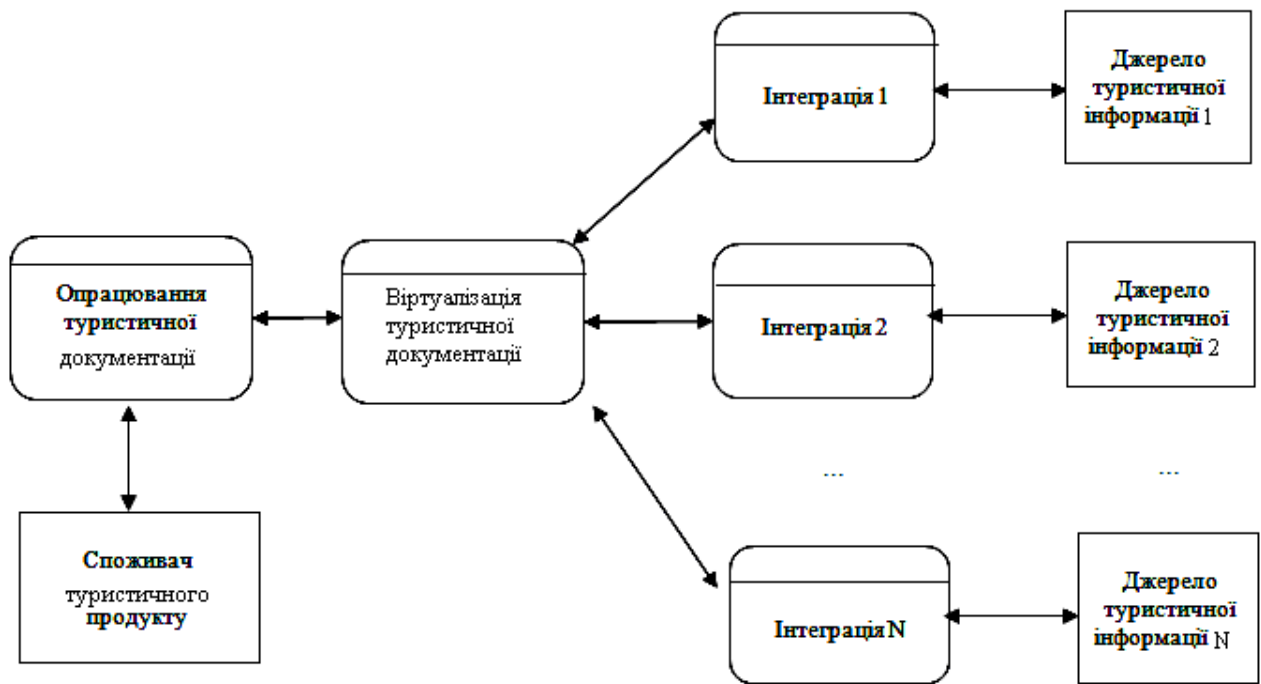 Інтеграція 1
Джерело
туристичної
інформації 1
Опрацювання
туристичної
документації
Віртуалізація
туристичної
документації
Інтеграція 2
Джерело
туристичної
інформації 2
...
...
Споживач
туристичного
продукту
Інтеграція N
Джерело
туристичної
інформації N